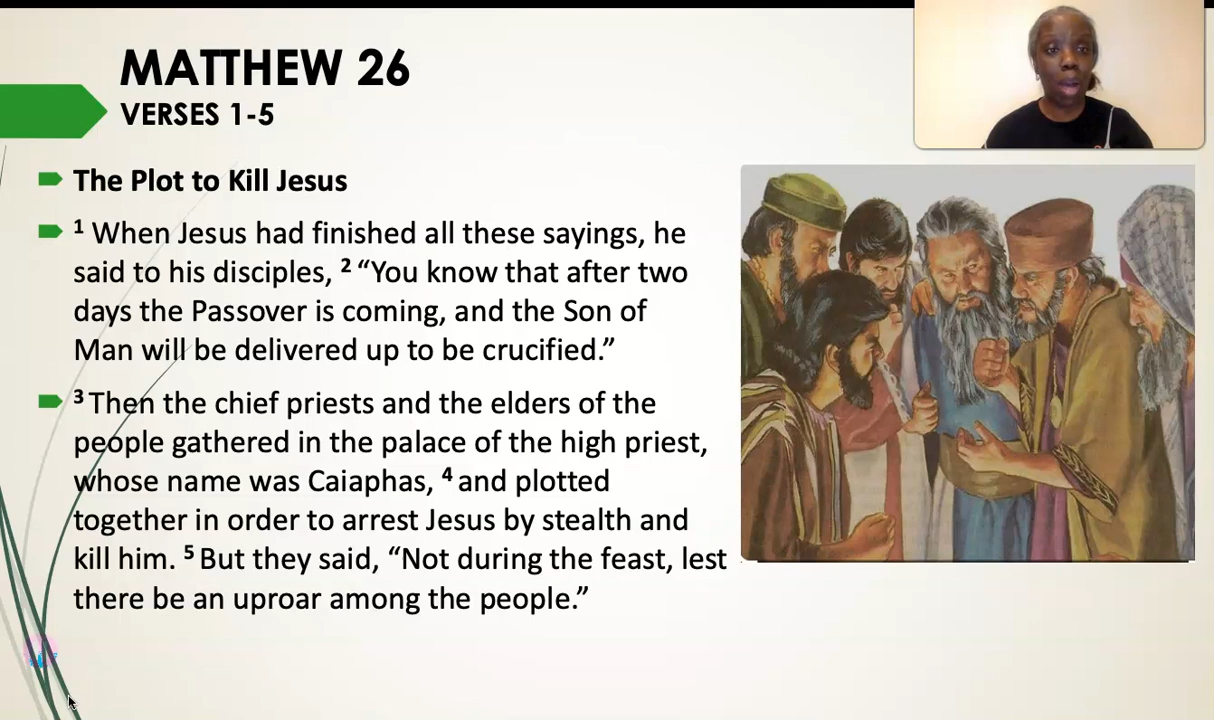 MATTHEW 26
VERSES 1-5
The Plot to Kill Jesus
1 When Jesus had finished all these sayings, he
said to his disciples, 2 “You know that after two
days the Passover is coming, and the Son of
Man will be delivered up to be crucified.”
3 Then the chief priests and the elders of the
people gathered in the palace of the high priest,
whose name was Caiaphas, 4 and plotted
together in order to arrest Jesus by stealth and
kill him. 5 But they said, “Not during the feast, lest
there be an uproar among the people.”